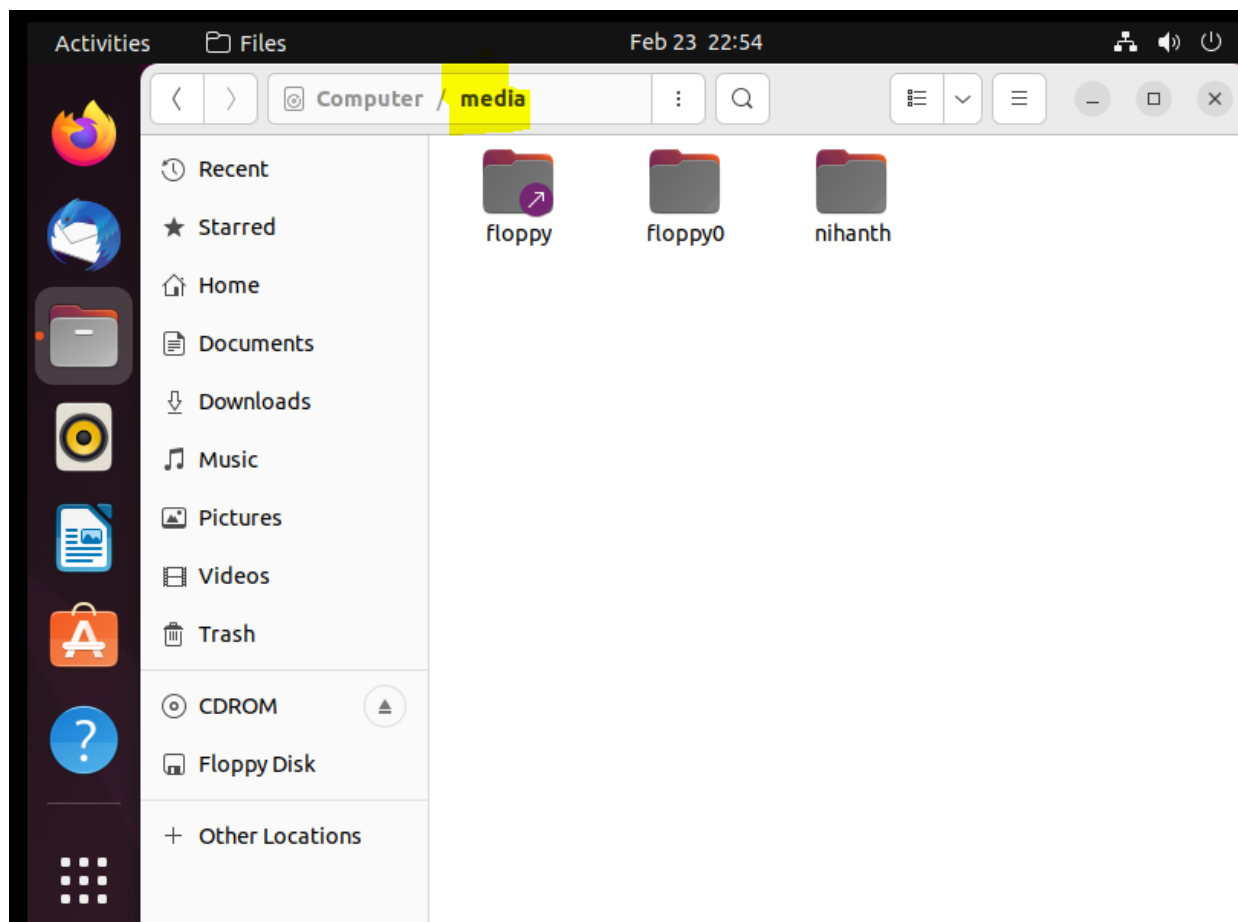 Activities Files Feb 23 22:54
Computer / media
Recent
Starred
Home
Documents
Downloads
Music
Pictures
Videos
Trash
CDROM
Floppy Disk
+ Other Locations
floppy floppy0 nihanth